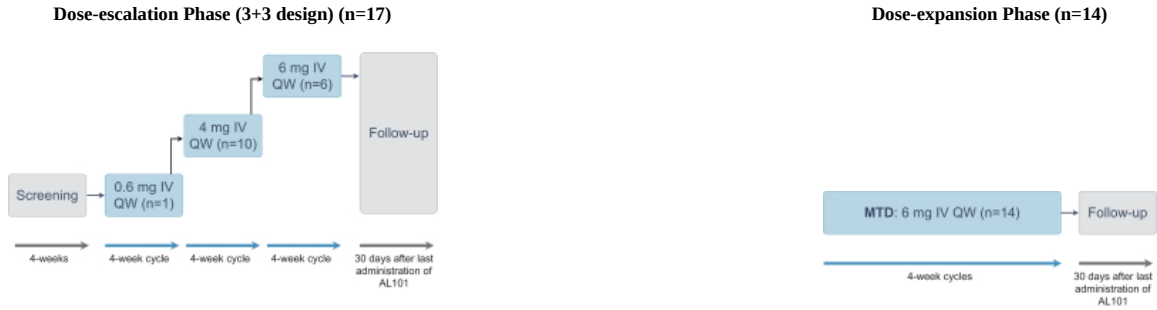 Dose-escalation Phase (3+3 design) (n=17)
Screening
0.6 mg IV
QW (n=1)
4 mg IV
QW (n=10)
6 mg IV
QW (n=6)
Follow-up
4-weeks
4-week cycle
4-week cycle
4-week cycle
30 days after last
administration of
AL101
Dose-expansion Phase (n=14)
MTD: 6 mg IV QW (n=14)
Follow-up
4-week cycles
30 days after last
administration of
AL101